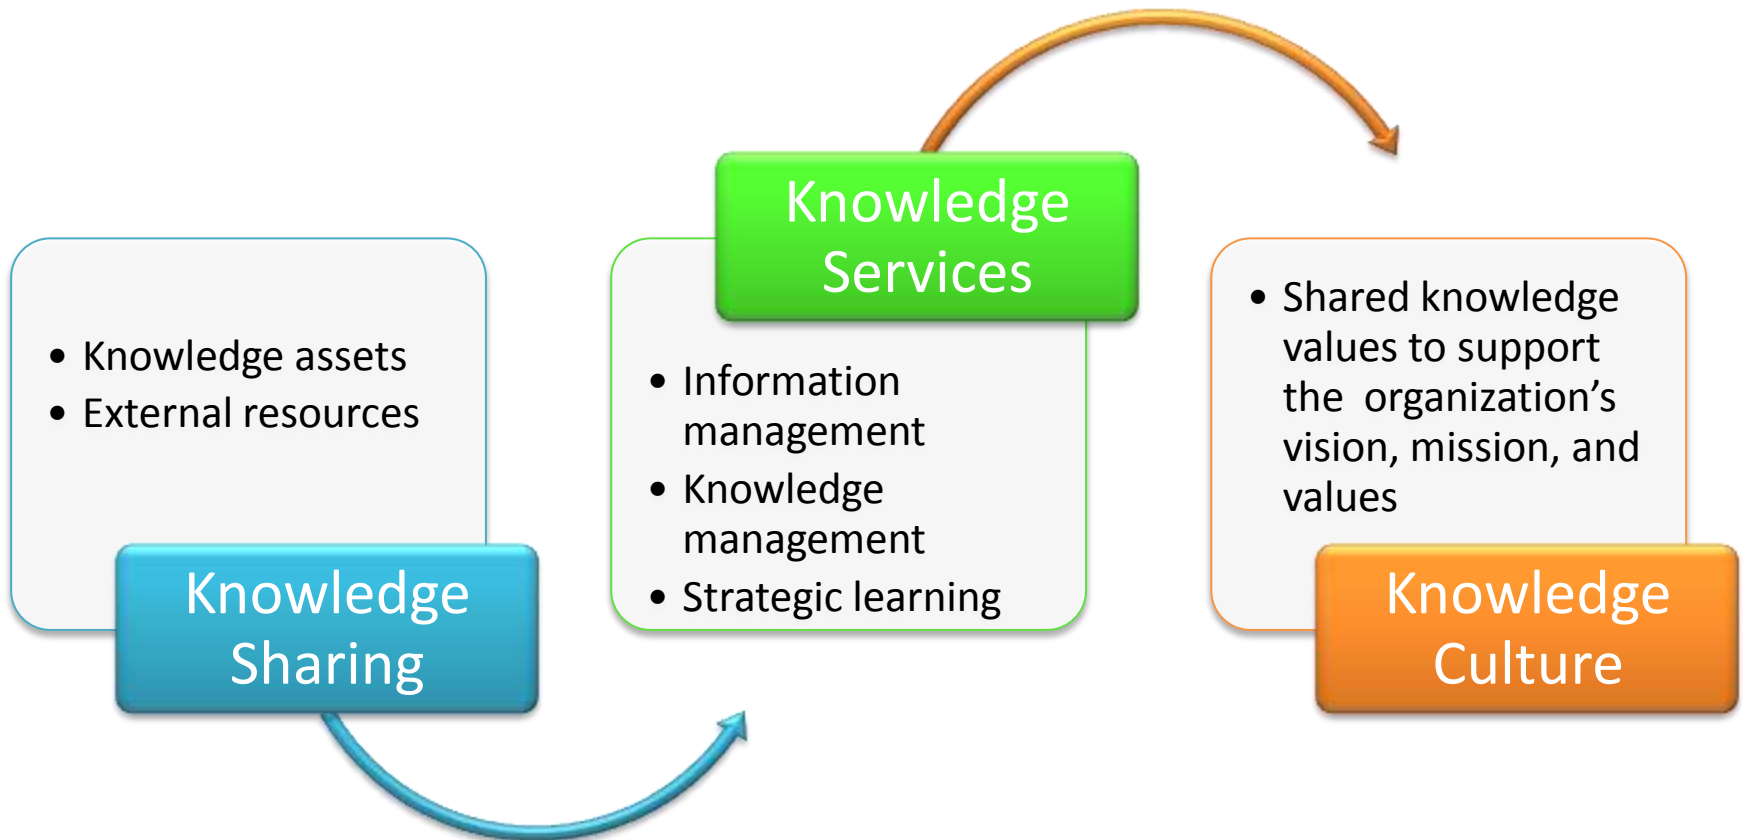 • Knowledge assets
• External resources
Knowledge
Sharing
Knowledge
Services
• Information
management
• Knowledge
management
• Strategic learning
• Shared knowledge
values to support
the  organization’s
vision, mission, and
values
Knowledge
Culture